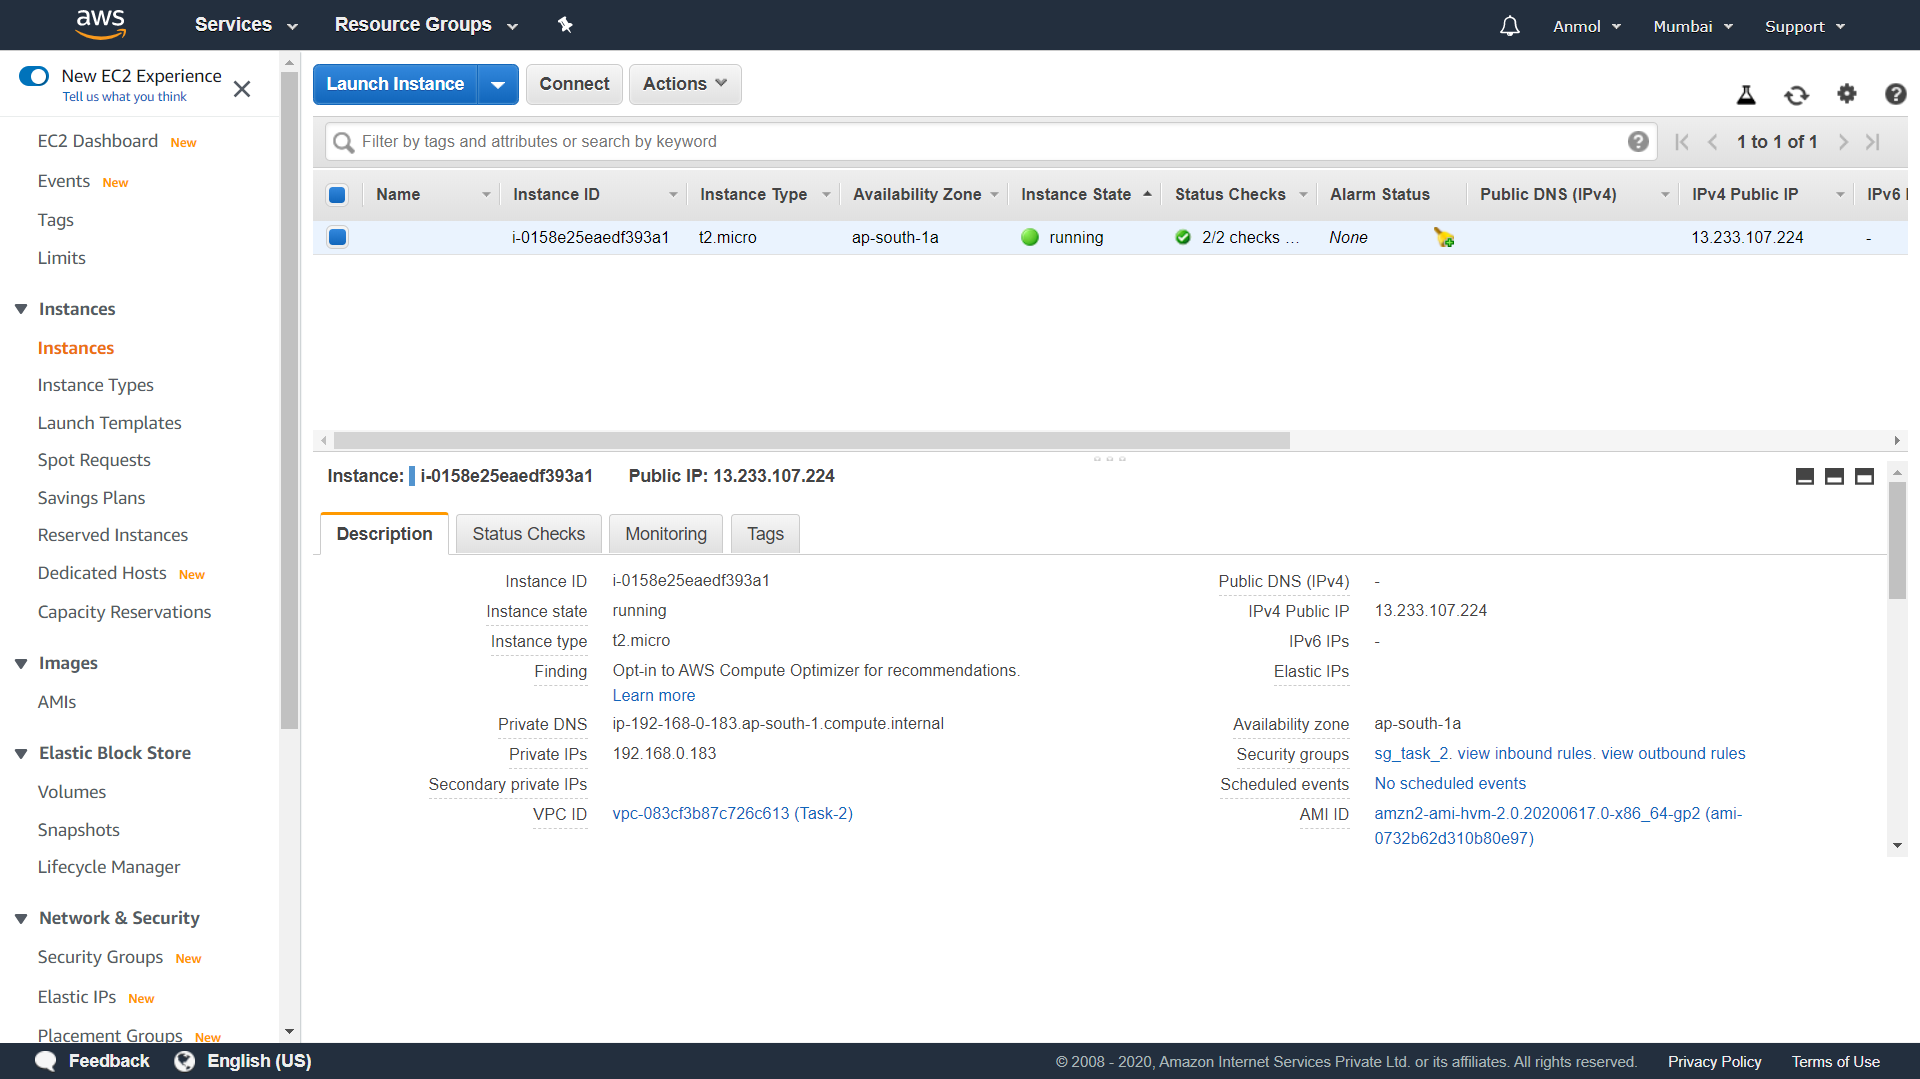 aws Services Resource Groups Anmol Mumbai Support
New EC2 Experience
Tell us what you think
EC2 Dashboard New
Events New
Tags
Limits
Instances
Instances
Instance Types
Launch Templates
Spot Requests
Savings Plans
Reserved Instances
Dedicated Hosts New
Capacity Reservations
Images
AMIs
Elastic Block Store
Volumes
Snapshots
Lifecycle Manager
Network & Security
Security Groups New
Elastic IPs New
Placement Groups New
Launch Instance Connect Actions
Filter by tags and attributes or search by keyword 1 to 1 of 1
Name Instance ID Instance Type Availability Zone Instance State Status Checks Alarm Status Public DNS (IPv4) IPv4 Public IP IPv6
i-0158e25eaedf393a1 t2.micro ap-south-1a running 2/2 checks ... None 13.233.107.224 -
Instance: i-0158e25eaedf393a1 Public IP: 13.233.107.224
Description Status Checks Monitoring Tags
Instance ID i-0158e25eaedf393a1
Instance state running
Instance type t2.micro
Finding Opt-in to AWS Compute Optimizer for recommendations.
Learn more
Private DNS ip-192-168-0-183.ap-south-1.compute.internal
Private IPs 192.168.0.183
Secondary private IPs
VPC ID vpc-083cf3b87c726c613 (Task-2)
Public DNS (IPv4) -
IPv4 Public IP 13.233.107.224
IPv6 IPs -
Elastic IPs
Availability zone ap-south-1a
Security groups sg_task_2. view inbound rules. view outbound rules
Scheduled events No scheduled events
AMI ID amzn2-ami-hvm-2.0.20200617.0-x86_64-gp2 (ami-
0732b62d310b80e97)
Feedback English (US) © 2008 - 2020, Amazon Internet Services Private Ltd. or its affiliates. All rights reserved. Privacy Policy Terms of Use